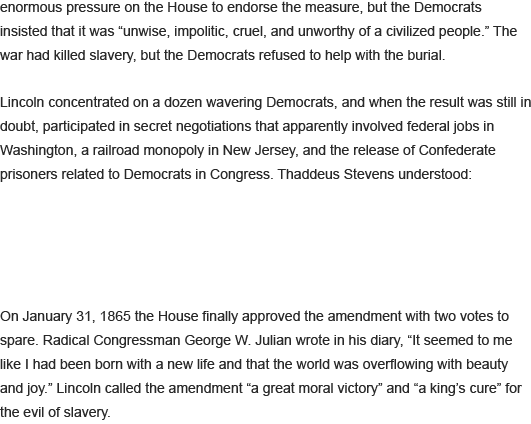 enormous pressure on the House to endorse the measure, but the Democrats
insisted that it was “unwise, impolitic, cruel, and unworthy of a civilized people.” The
war had killed slavery, but the Democrats refused to help with the burial.
Lincoln concentrated on a dozen wavering Democrats, and when the result was still in
doubt, participated in secret negotiations that apparently involved federal jobs in
Washington, a railroad monopoly in New Jersey, and the release of Confederate
prisoners related to Democrats in Congress. Thaddeus Stevens understood:
On January 31, 1865 the House finally approved the amendment with two votes to
spare. Radical Congressman George W. Julian wrote in his diary, “It seemed to me
like I had been born with a new life and that the world was overflowing with beauty
and joy.” Lincoln called the amendment “a great moral victory” and “a king’s cure” for
the evil of slavery.